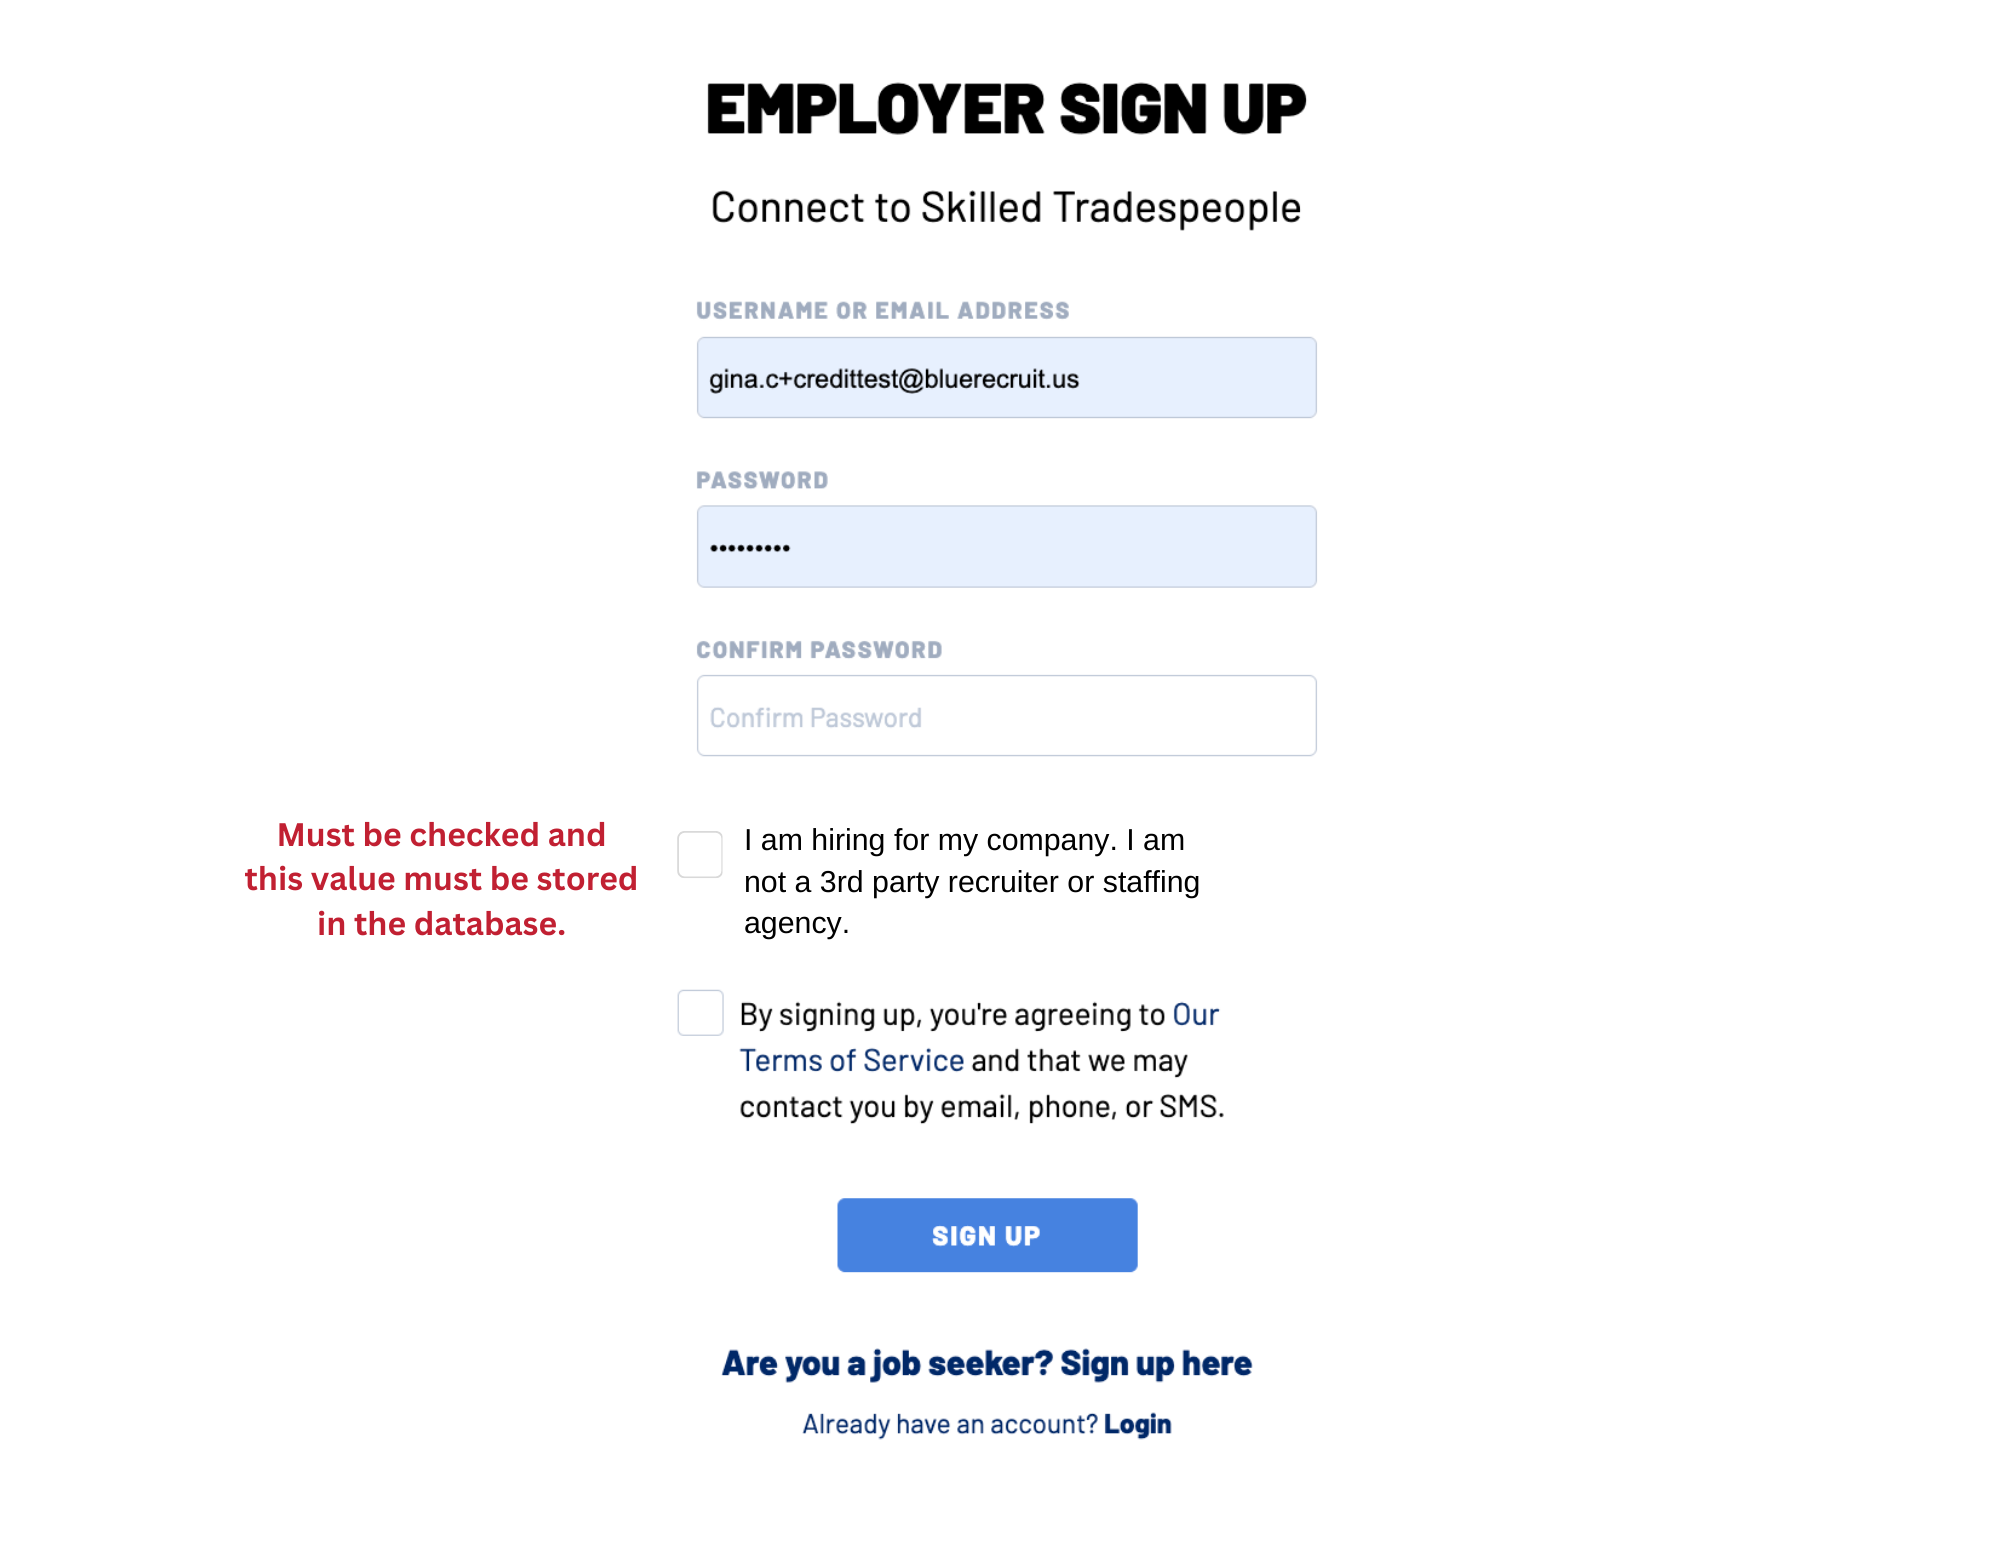 EMPLOYER SIGN UP
Connect to Skilled Tradespeople
USERNAME OR EMAIL ADDRESS
gina.c+credittest@bluerecruit.us
PASSWORD
•••••••••
CONFIRM PASSWORD
Confirm Password
Must be checked and
this value must be stored
in the database.
I am hiring for my company. I am
not a 3rd party recruiter or staffing
agency.
By signing up, you're agreeing to Our
Terms of Service and that we may
contact you by email, phone, or SMS.
SIGN UP
Are you a job seeker? Sign up here
Already have an account? Login